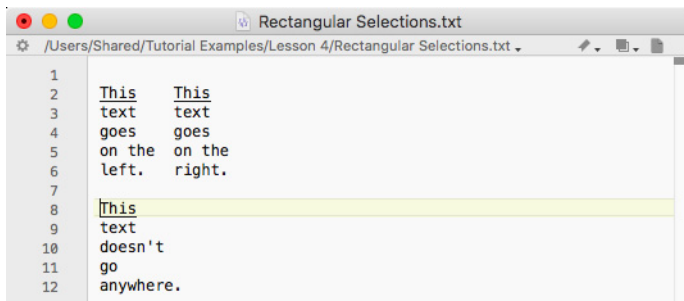 Rectangular Selections.txt
/Users/Shared/Tutorial Examples/Lesson 4/Rectangular Selections.txt
1
2 This This
3 text text
4 goes goes
5 on the on the
6 left. right.
7
8 This
9 text
10 doesn't
11 go
12 anywhere.